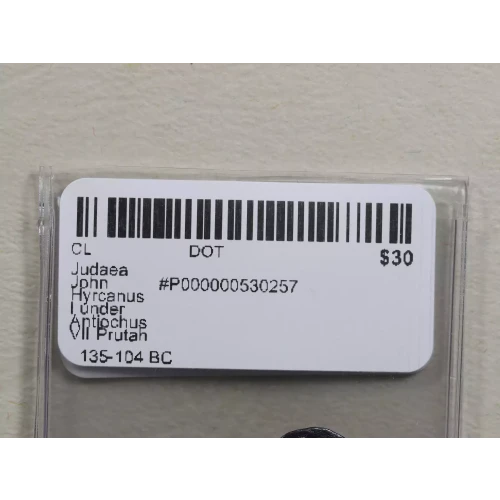 CL DOT $30
Judaea
John #P000000530257
Hyrcanus
I under
Antiochus
VII Prutah
135-104 BC